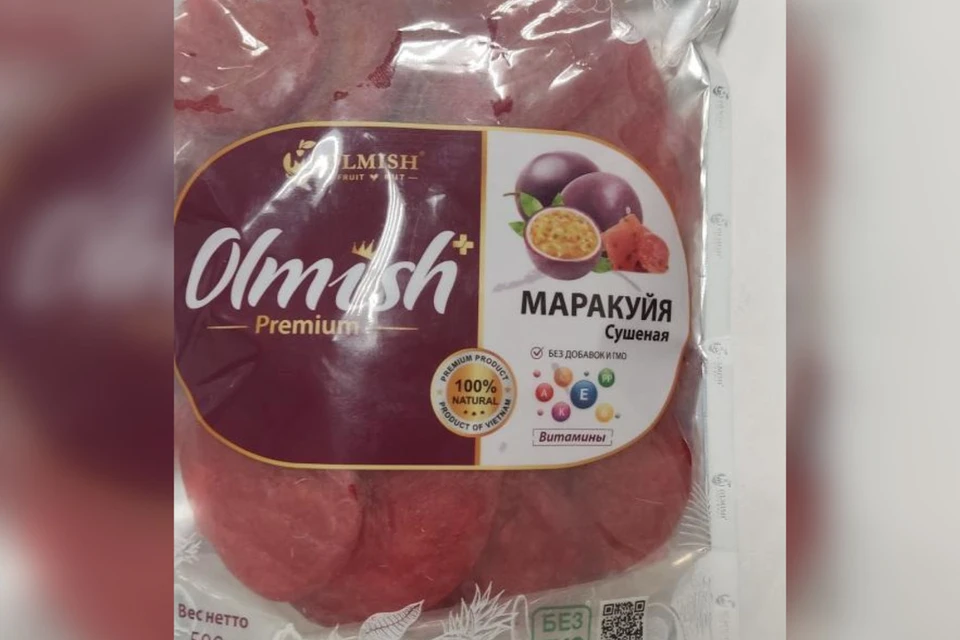 OLMISH
FRUIT NUT
Olmish+
Premium
МАРАКУЙЯ
Сушеная
БЕЗ ДОБАВОК И ГМО
A
E
K
Витамины
PREMIUM PRODUCT
100%
NATURAL
PRODUCT OF VIETNAM
Вес нетто
БЕЗ